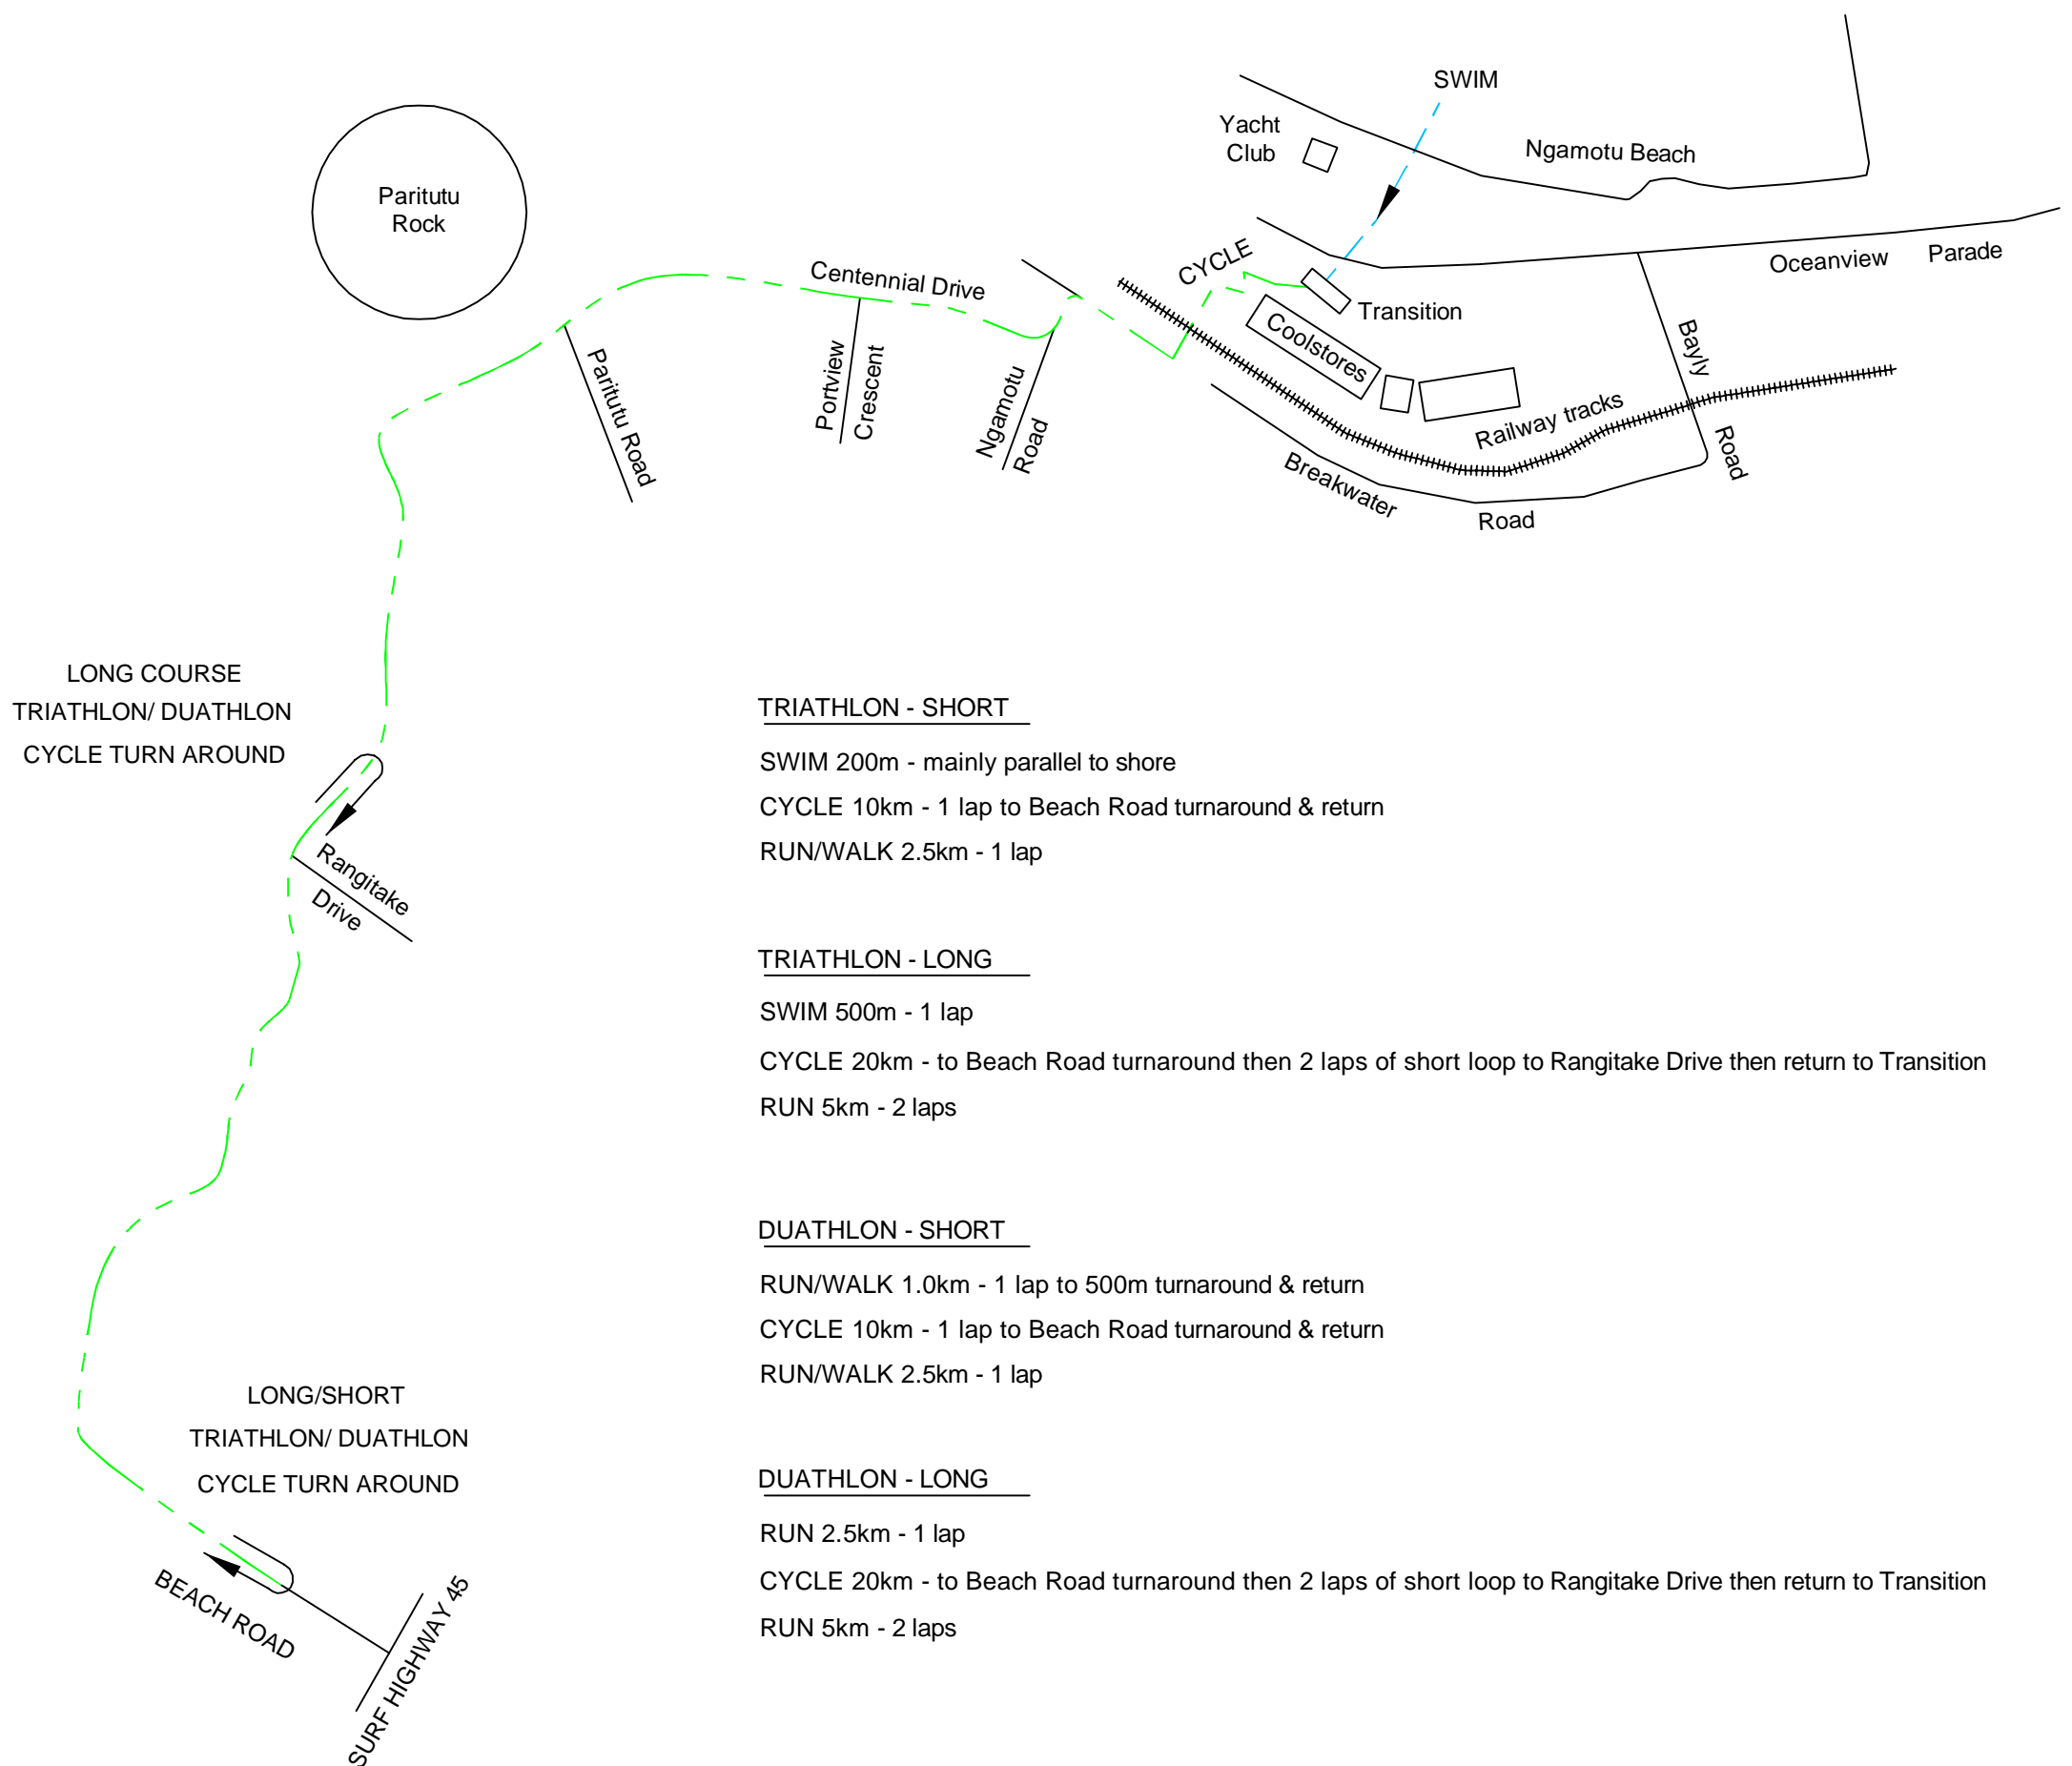 SWIM
Yacht
Club
Ngamotu Beach
Paritutu
Rock
CYCLE
Oceanview Parade
Centennial Drive
Transition
Coolstores
Bayly
Road
Portview
Crescent
Paritutu Road
Ngamotu
Road
Railway tracks
Breakwater
Road
LONG COURSE
TRIATHLON/ DUATHLON
CYCLE TURN AROUND
Rangitake
Drive
TRIATHLON - SHORT
SWIM 200m - mainly parallel to shore
CYCLE 10km - 1 lap to Beach Road turnaround & return
RUN/WALK 2.5km - 1 lap
TRIATHLON - LONG
SWIM 500m - 1 lap
CYCLE 20km - to Beach Road turnaround then 2 laps of short loop to Rangitake Drive then return to Transition
RUN 5km - 2 laps
DUATHLON - SHORT
RUN/WALK 1.0km - 1 lap to 500m turnaround & return
CYCLE 10km - 1 lap to Beach Road turnaround & return
RUN/WALK 2.5km - 1 lap
LONG/SHORT
TRIATHLON/ DUATHLON
CYCLE TURN AROUND
BEACH ROAD
SURF HIGHWAY 45
DUATHLON - LONG
RUN 2.5km - 1 lap
CYCLE 20km - to Beach Road turnaround then 2 laps of short loop to Rangitake Drive then return to Transition
RUN 5km - 2 laps